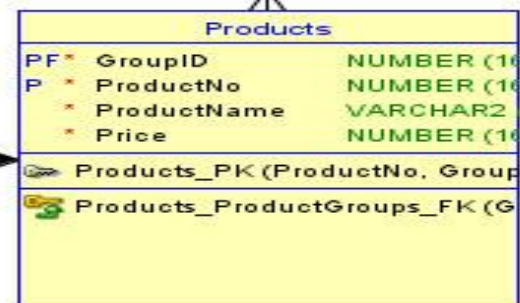 Products
PF* GroupID NUMBER (16
P * ProductNo NUMBER (16
* ProductName VARCHAR2
* Price NUMBER (16
Products_PK (ProductNo, Group
Products_ProductGroups_FK (G